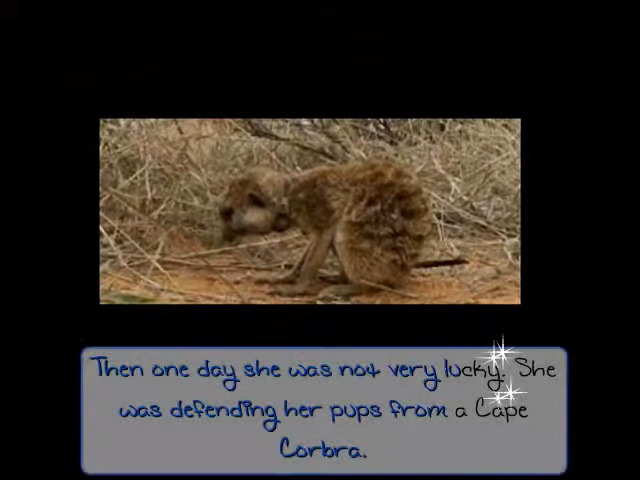 Then one day she was not very lucky. She
was defending her pups from a Cape
Corbra.